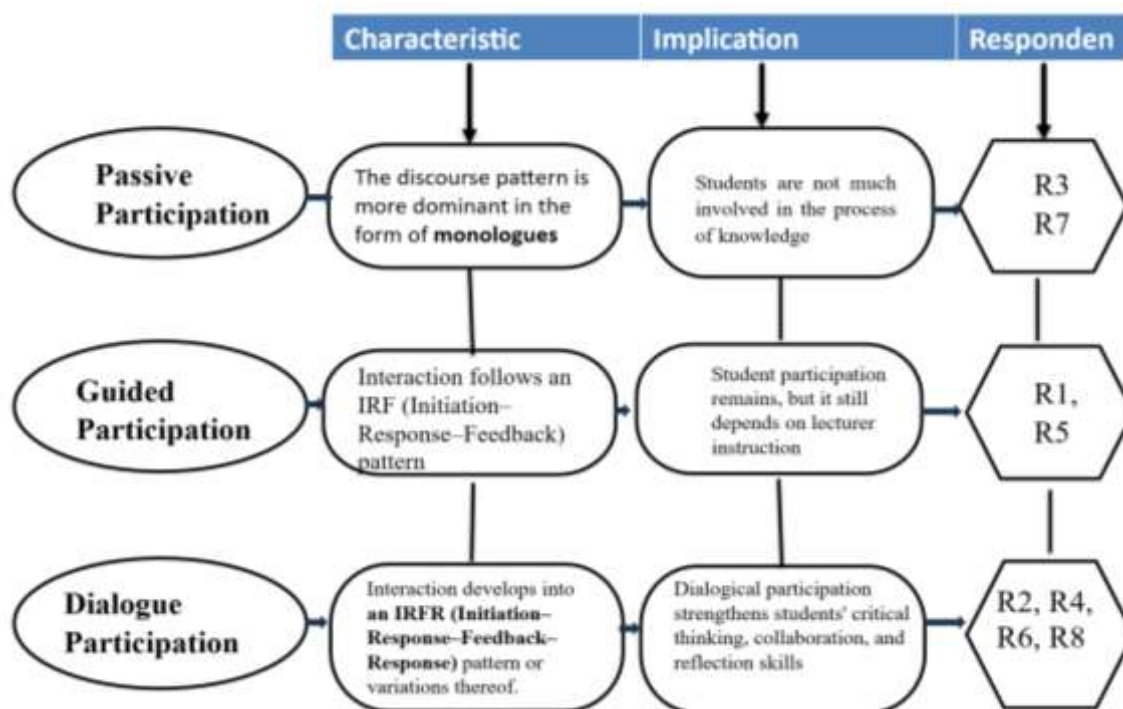 Characteristic
Implication
Responden
Passive
Participation
The discourse pattern is
more dominant in the
form of monologues
Students are not much
involved in the process
of knowledge
R3
R7
Guided
Participation
Interaction follows an
IRF (Initiation–
Response–Feedback)
pattern
Student participation
remains, but it still
depends on lecturer
instruction
R1,
R5
Dialogue
Participation
Interaction develops into
an IRFR (Initiation–
Response–Feedback–
Response) pattern or
variations thereof.
Dialogical participation
strengthens students' critical
thinking, collaboration, and
reflection skills
R2, R4,
R6, R8